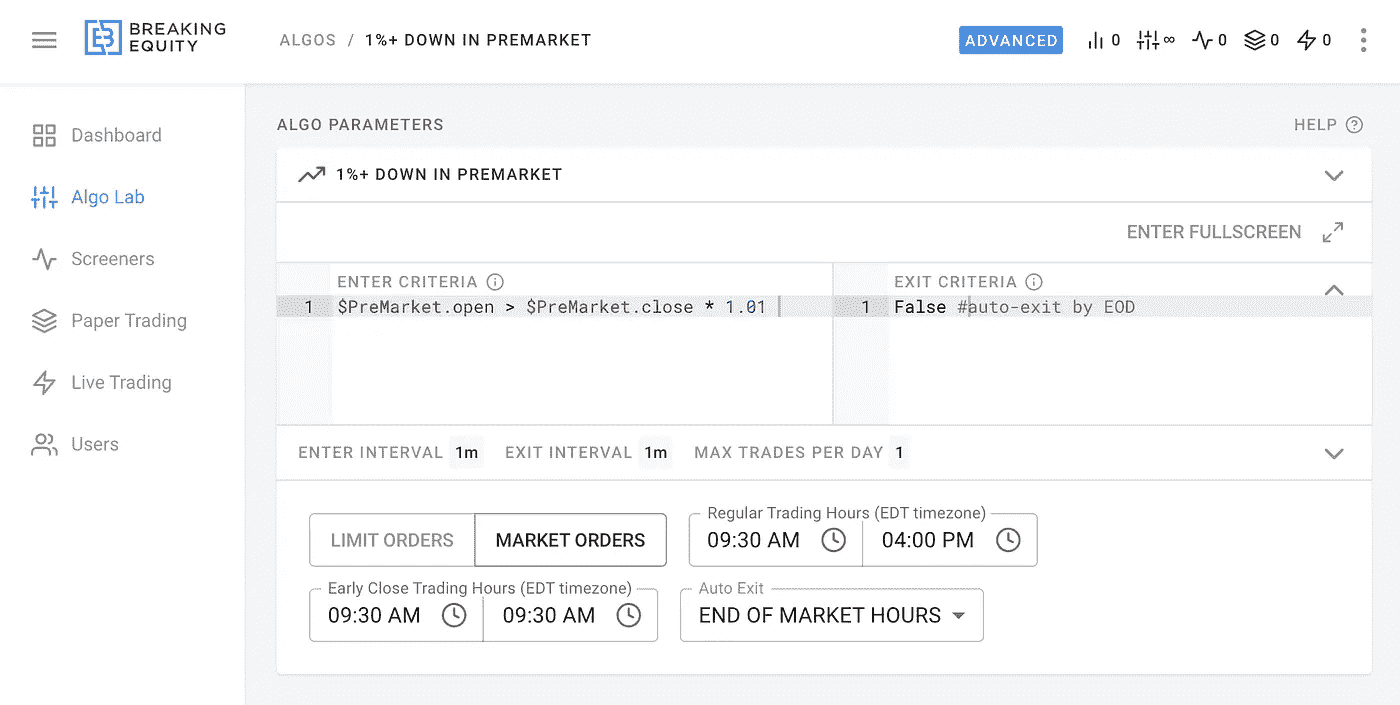 BREAKING
EQUITY
ALGOS / 1%+ DOWN IN PREMARKET
ADVANCED
0
∞
0
0
0
Dashboard
Algo Lab
Screeners
Paper Trading
Live Trading
Users
ALGO PARAMETERS
HELP ?
1%+ DOWN IN PREMARKET
ENTER FULLSCREEN
ENTER CRITERIA
1 $PreMarket.open > $PreMarket.close * 1.01
EXIT CRITERIA
1 False #auto-exit by EOD
ENTER INTERVAL 1m EXIT INTERVAL 1m MAX TRADES PER DAY 1
LIMIT ORDERS
MARKET ORDERS
Regular Trading Hours (EDT timezone)
09:30 AM 04:00 PM
Early Close Trading Hours (EDT timezone)
09:30 AM 09:30 AM
Auto Exit
END OF MARKET HOURS